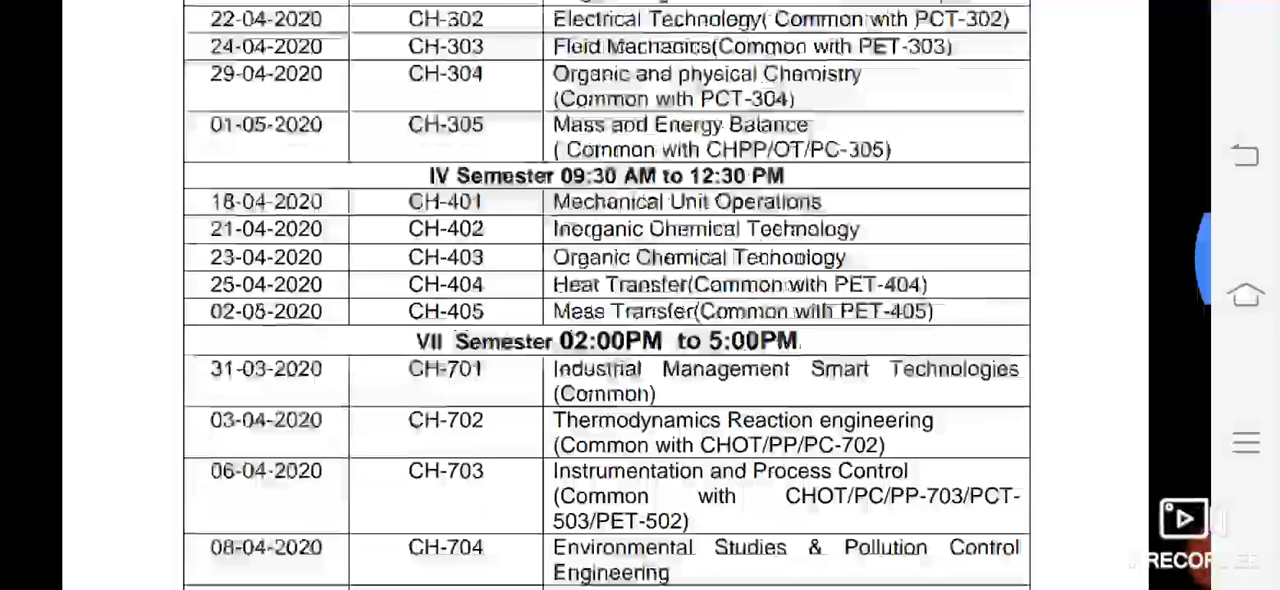 22-04-2020 CH-302 Electrical Technology( Common with PCT-302)
24-04-2020 CH-303 Fluid Machanics(Common with PET-303)
29-04-2020 CH-304 Organic and physical Chemistry
(Common with PCT-304)
01-05-2020 CH-305 Mass and Energy Balance
( Common with CHPP/OT/PC-305)
IV Semester 09:30 AM to 12:30 PM
18-04-2020 CH-401 Mechanical Unit Operations
21-04-2020 CH-402 Inorganic Chemical Technology
23-04-2020 CH-403 Organic Chemical Technology
25-04-2020 CH-404 Heat Transfer(Common with PET-404)
02-05-2020 CH-405 Mass Transfer(Common with PET-405)
VII Semester 02:00PM to 5:00PM
31-03-2020 CH-701 Industrial Management Smart Technologies
(Common)
03-04-2020 CH-702 Thermodynamics Reaction engineering
(Common with CHOT/PP/PC-702)
06-04-2020 CH-703 Instrumentation and Process Control
(Common with CHOT/PC/PP-703/PCT-
503/PET-502)
08-04-2020 CH-704 Environmental Studies & Pollution Control
Engineering